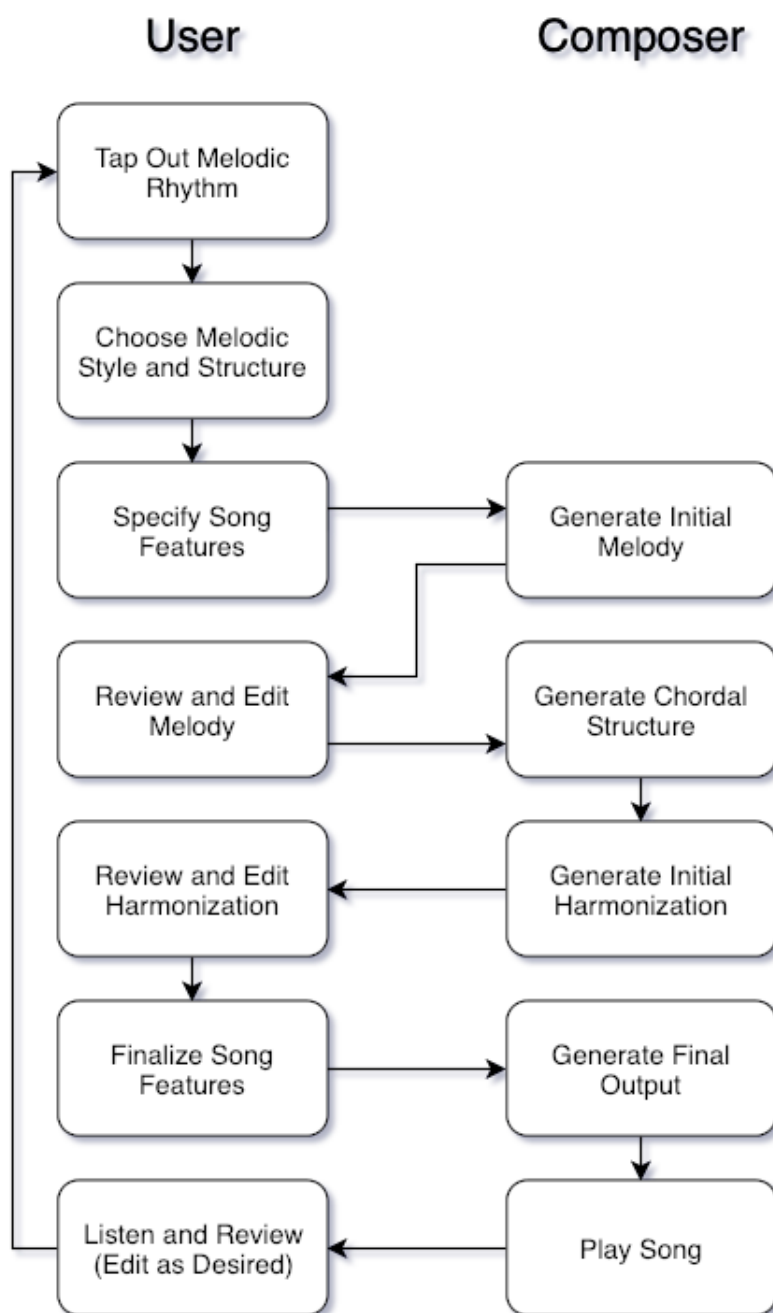 User
Composer
Tap Out Melodic
Rhythm
Choose Melodic
Style and Structure
Specify Song
Features
Generate Initial
Melody
Review and Edit
Melody
Generate Chordal
Structure
Review and Edit
Harmonization
Generate Initial
Harmonization
Finalize Song
Features
Generate Final
Output
Listen and Review
(Edit as Desired)
Play Song